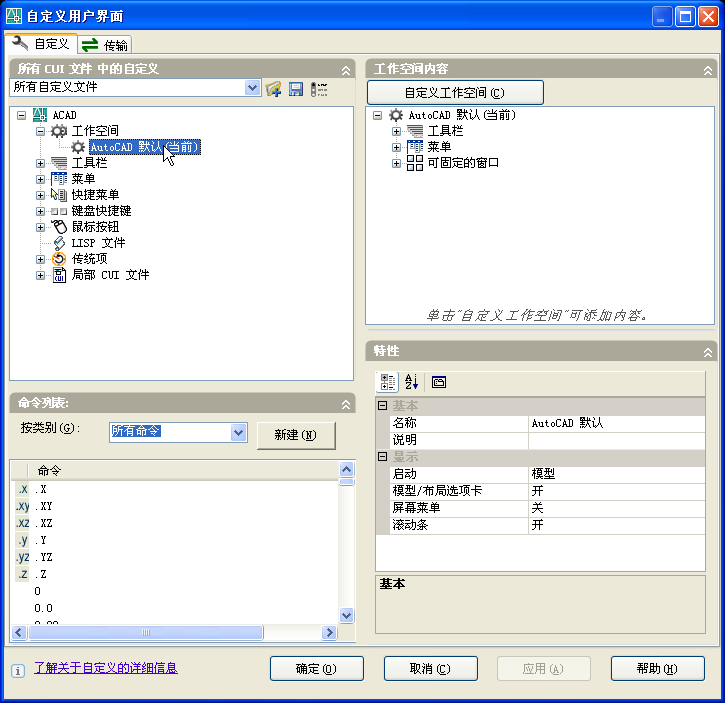 自定义用户界面
自定义
传输
所有 CUI 文件 中的自定义
所有自定义文件
ACAD
工作空间
AutoCAD 默认(当前)
工具栏
菜单
快捷菜单
键盘快捷键
鼠标按钮
LISP 文件
传统项
局部 CUI 文件
命令列表:
按类别(G):
所有命令
新建(N)
命令
.X .X
.XY .XY
.XZ .XZ
.y .Y
.yz .YZ
.z .Z
0
0.0
0.00
工作空间内容
自定义工作空间(C)
AutoCAD 默认(当前)
工具栏
菜单
可固定的窗口
单击"自定义工作空间"可添加内容。
特性
基本
名称 AutoCAD 默认
说明
显示
启动 模型
模型/布局选项卡 开
屏幕菜单 关
滚动条 开
基本
了解关于自定义的详细信息
确定(O)
取消(C)
应用(A)
帮助(H)